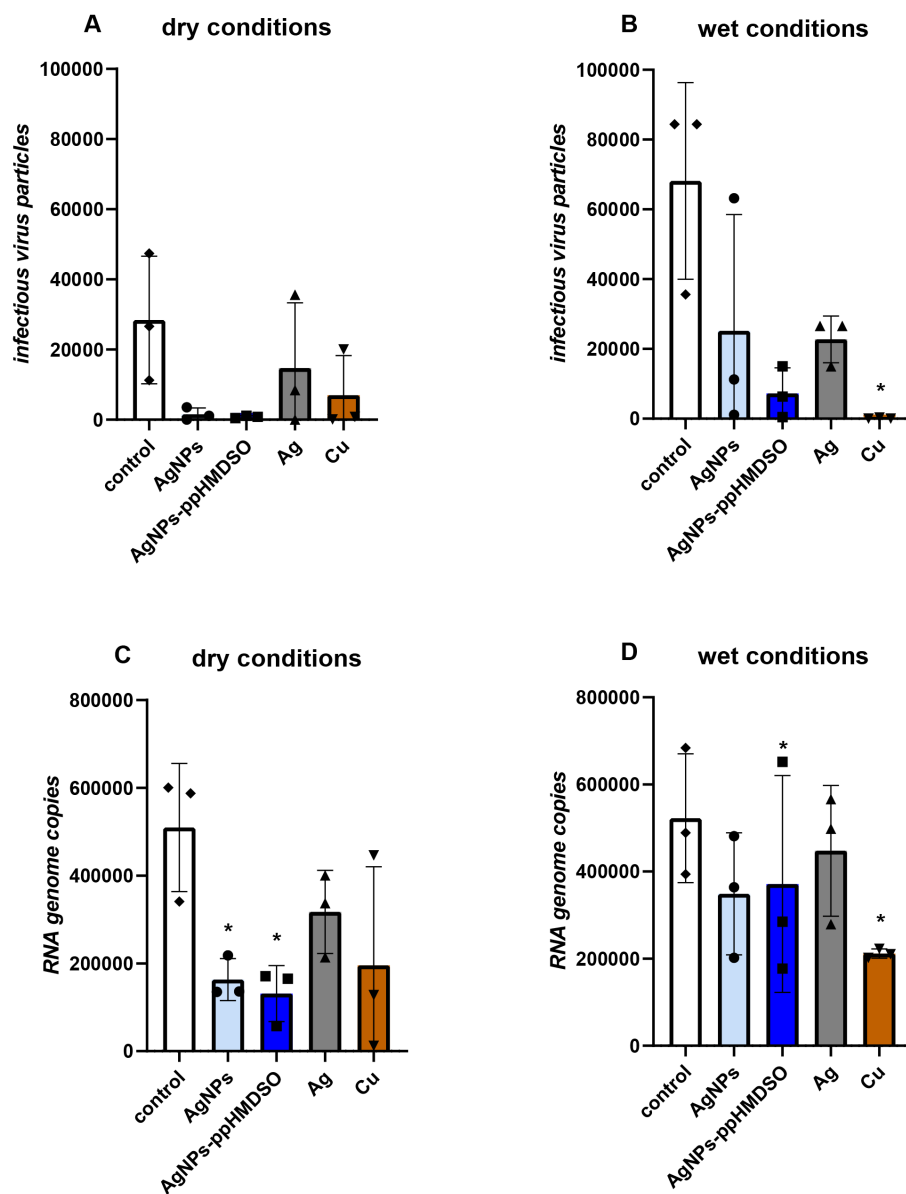 A dry conditions
infectious virus particles
100000
80000
60000
40000
20000
0
control
AgNPs
AgNPs-ppHMDSO
Ag
Cu
B wet conditions
infectious virus particles
100000
80000
60000
40000
20000
0
*
control
AgNPs
AgNPs-ppHMDSO
Ag
Cu
C dry conditions
RNA genome copies
800000
600000
400000
200000
0
* *
control
AgNPs
AgNPs-ppHMDSO
Ag
Cu
D wet conditions
RNA genome copies
800000
600000
400000
200000
0
*
*
control
AgNPs
AgNPs-ppHMDSO
Ag
Cu